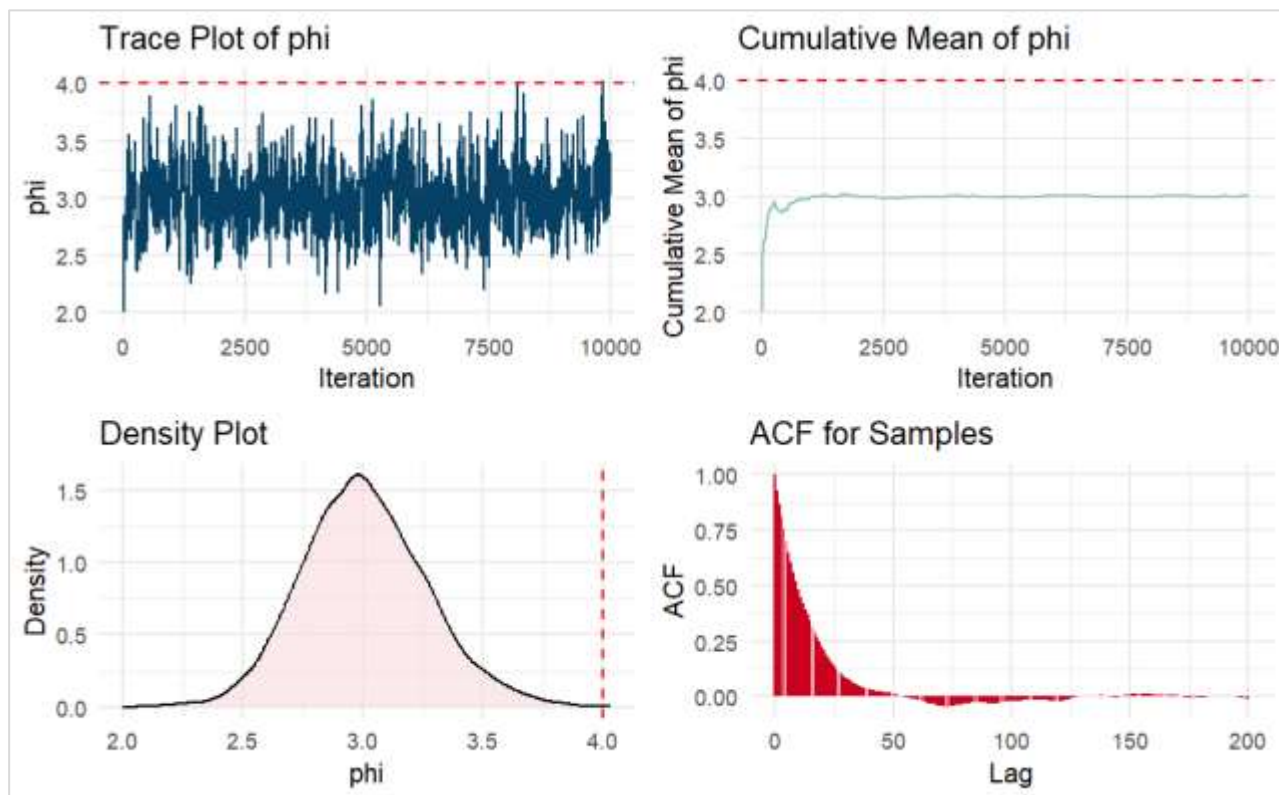 Trace Plot of phi
phi
4.0
3.5
3.0
2.5
2.0
0 2500 5000 7500 10000
Iteration
Cumulative Mean of phi
Cumulative Mean of phi
4.0
3.5
3.0
2.5
2.0
0 2500 5000 7500 10000
Iteration
Density Plot
Density
1.5
1.0
0.5
0.0
2.0 2.5 3.0 3.5 4.0
phi
ACF for Samples
ACF
1.00
0.75
0.50
0.25
0.00
0 50 100 150 200
Lag